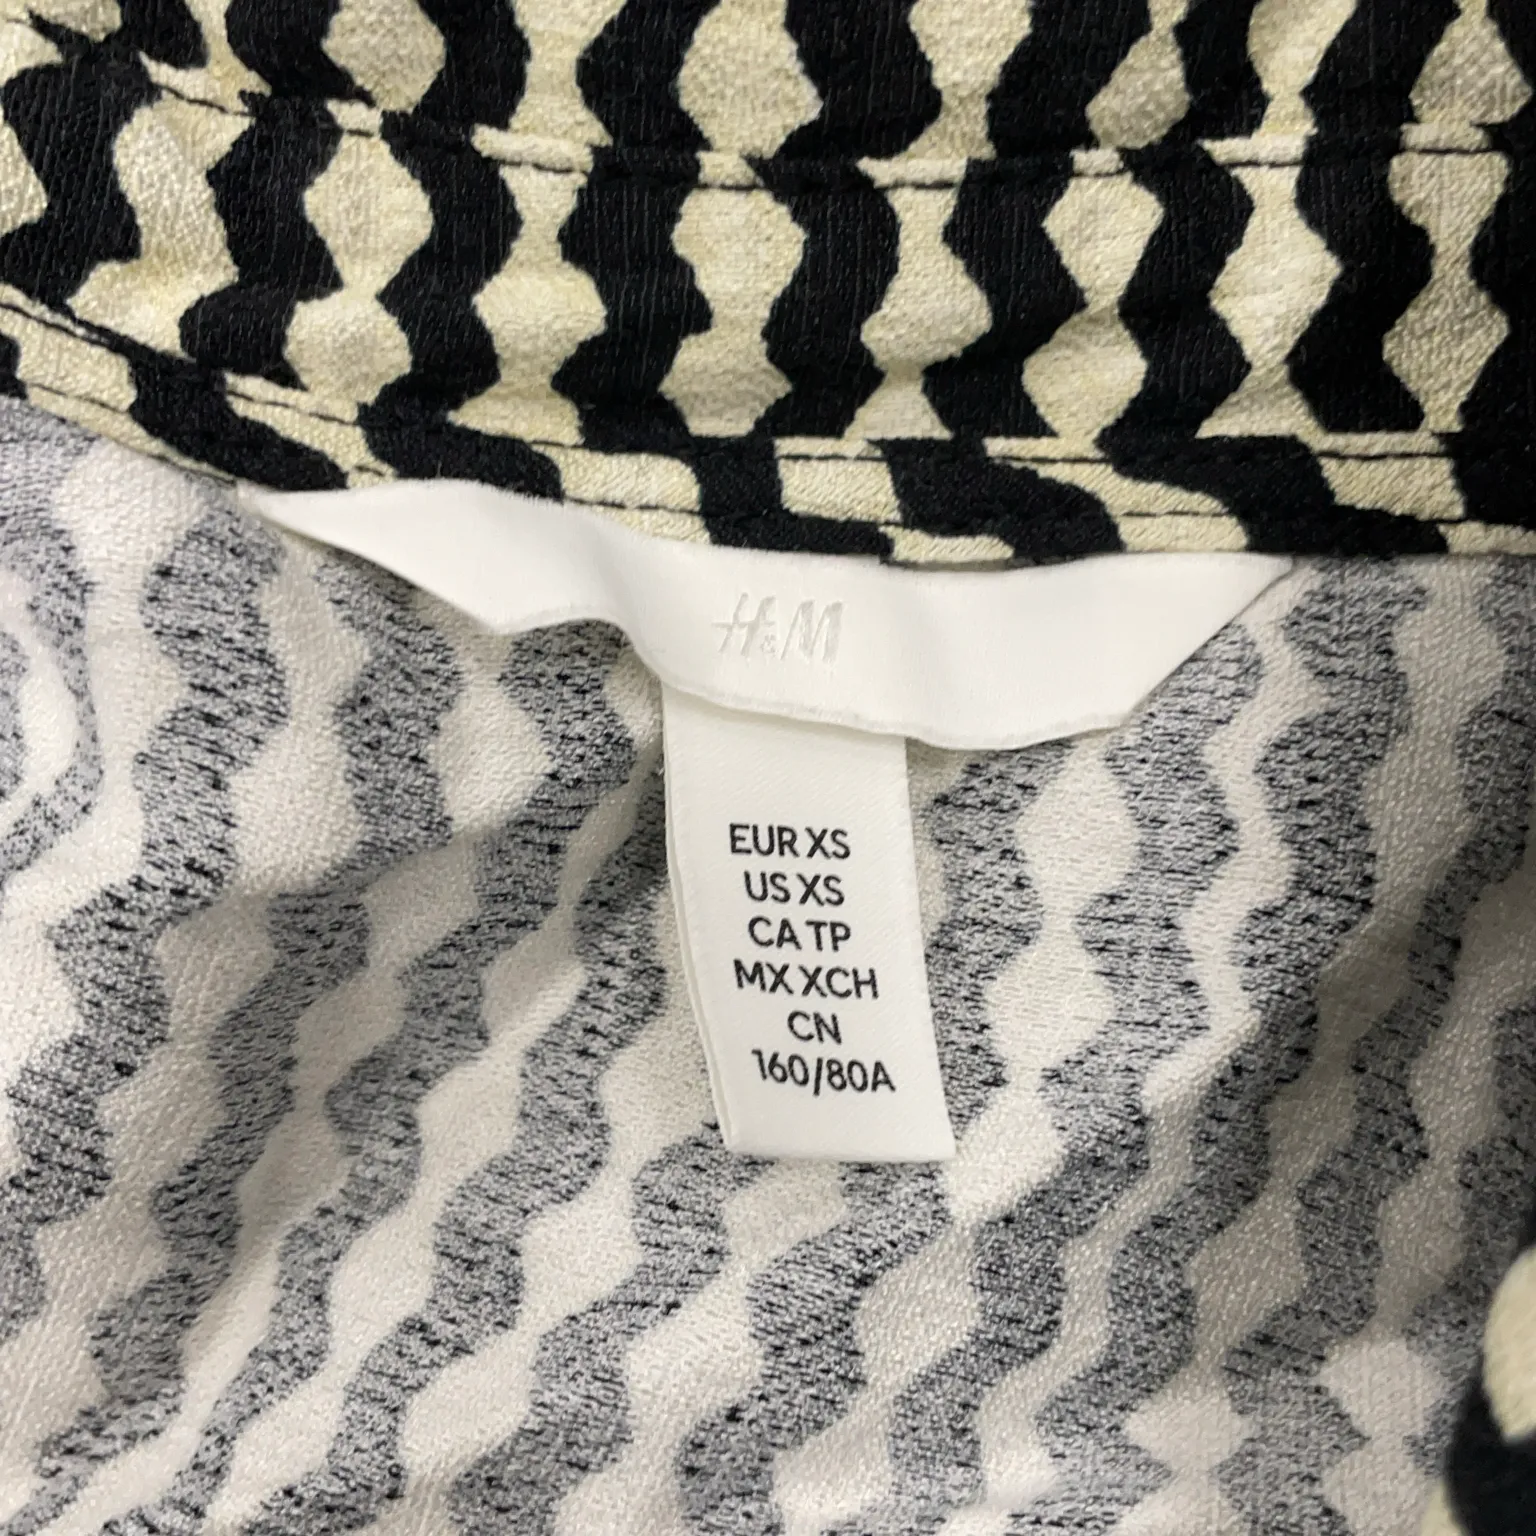 H&M
EUR XS
US XS
CA TP
MX XCH
CN
160/80A